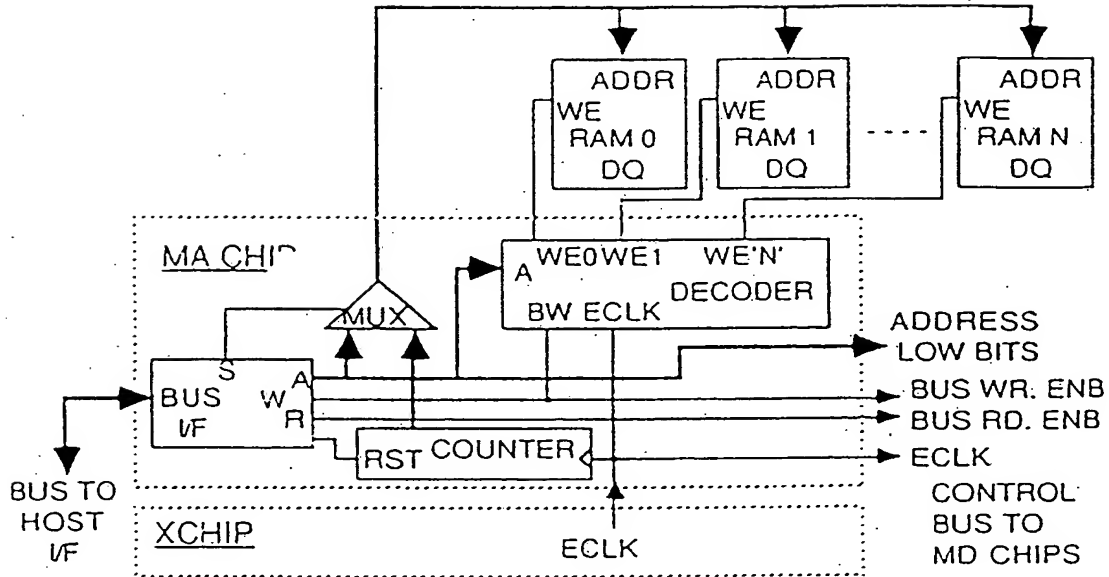 ADDR
WE
RAM 0
DQ
ADDR
WE
RAM 1
DQ
ADDR
WE
RAM N
DQ
MA CHIP
MUX
A
WE0 WE1 WE'N'
DECODER
BW ECLK
S
BUS
I/F
A
W
R
RST COUNTER
ADDRESS
LOW BITS
BUS WR. ENB
BUS RD. ENB
ECLK
CONTROL
BUS TO
MD CHIPS
BUS TO
HOST
I/F
XCHIP
ECLK